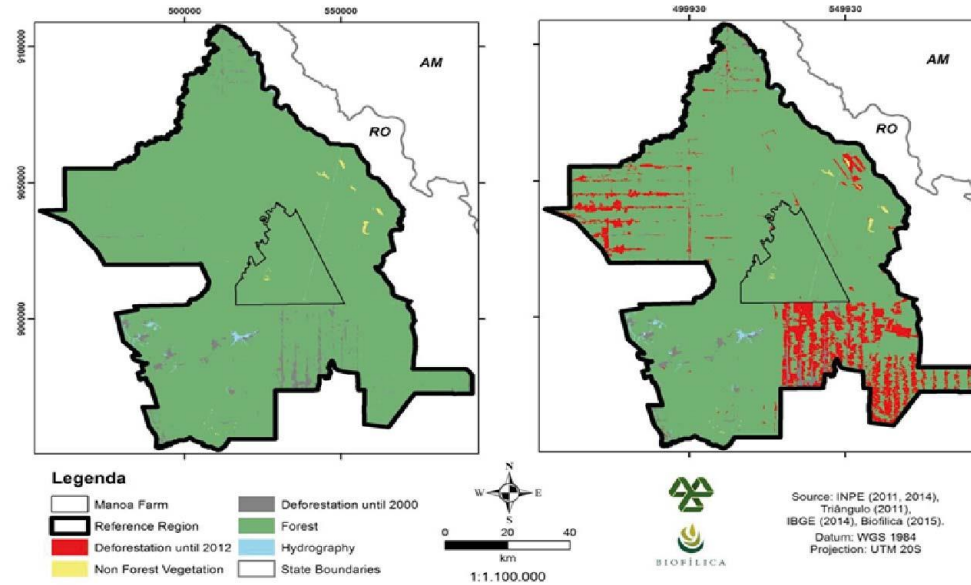 500000 550000
499930 549930
9100000
9050000
9000000
AM
RO
AM
RO
Legenda
Manoa Farm
Reference Region
Deforestation until 2012
Non Forest Vegetation
Deforestation until 2000
Forest
Hydrography
State Boundaries
N
W E
S
0 20 40
km
1:1.100.000
BIOFÍLICA
Source: INPE (2011, 2014),
Triângulo (2011),
IBGE (2014), Biofílica (2015).
Datum: WGS 1984
Projection: UTM 20S